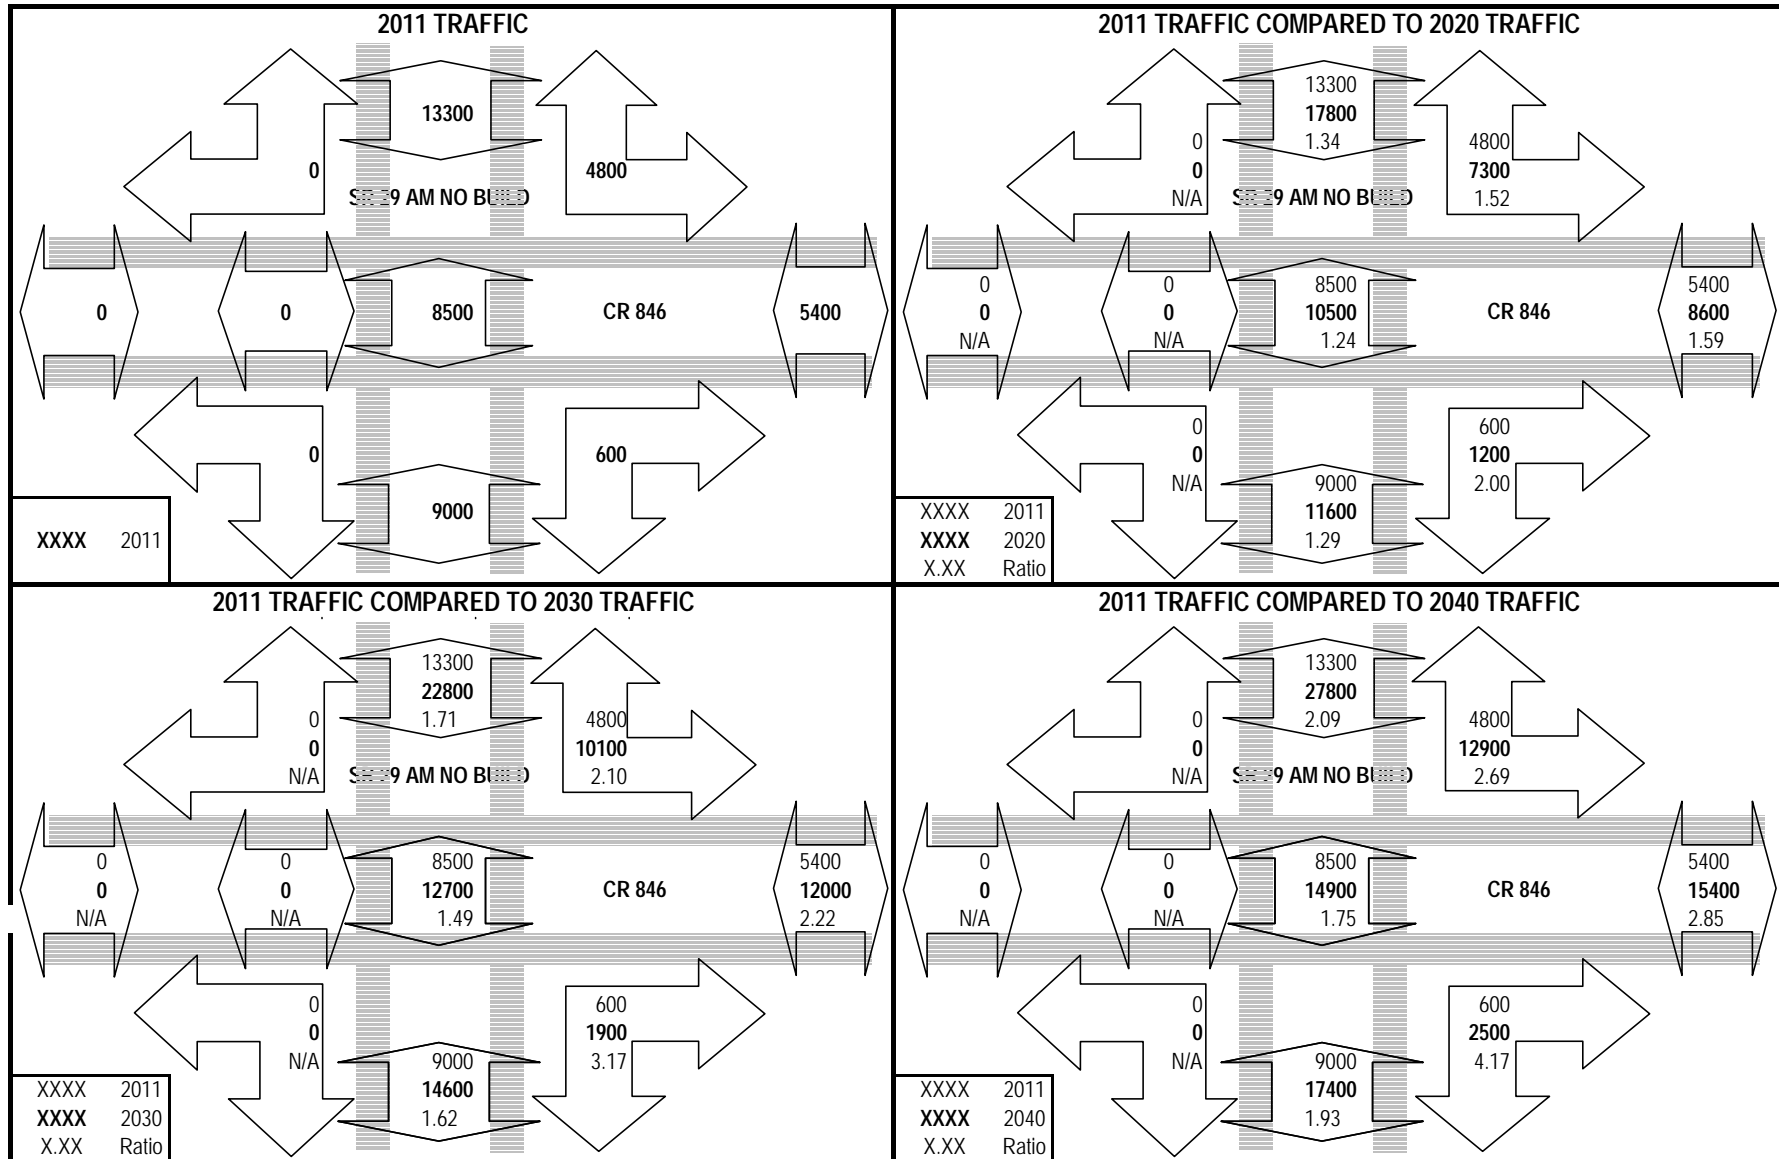 2011 TRAFFIC
13300
0
4800
9 AM NO BUILD
0
0
8500
CR 846
5400
0
600
9000
XXXX 2011
2011 TRAFFIC COMPARED TO 2020 TRAFFIC
13300
17800
1.34
0
0
N/A
4800
7300
1.52
9 AM NO BUILD
0
0
N/A
0
0
N/A
8500
10500
1.24
CR 846
5400
8600
1.59
0
0
N/A
600
1200
2.00
9000
11600
1.29
XXXX 2011
XXXX 2020
X.XX Ratio
2011 TRAFFIC COMPARED TO 2030 TRAFFIC
13300
22800
1.71
0
0
N/A
4800
10100
2.10
9 AM NO BUILD
0
0
N/A
0
0
N/A
8500
12700
1.49
CR 846
5400
12000
2.22
0
0
N/A
600
1900
3.17
9000
14600
1.62
XXXX 2011
XXXX 2030
X.XX Ratio
2011 TRAFFIC COMPARED TO 2040 TRAFFIC
13300
27800
2.09
0
0
N/A
4800
12900
2.69
9 AM NO BUILD
0
0
N/A
0
0
N/A
8500
14900
1.75
CR 846
5400
15400
2.85
0
0
N/A
600
2500
4.17
9000
17400
1.93
XXXX 2011
XXXX 2040
X.XX Ratio